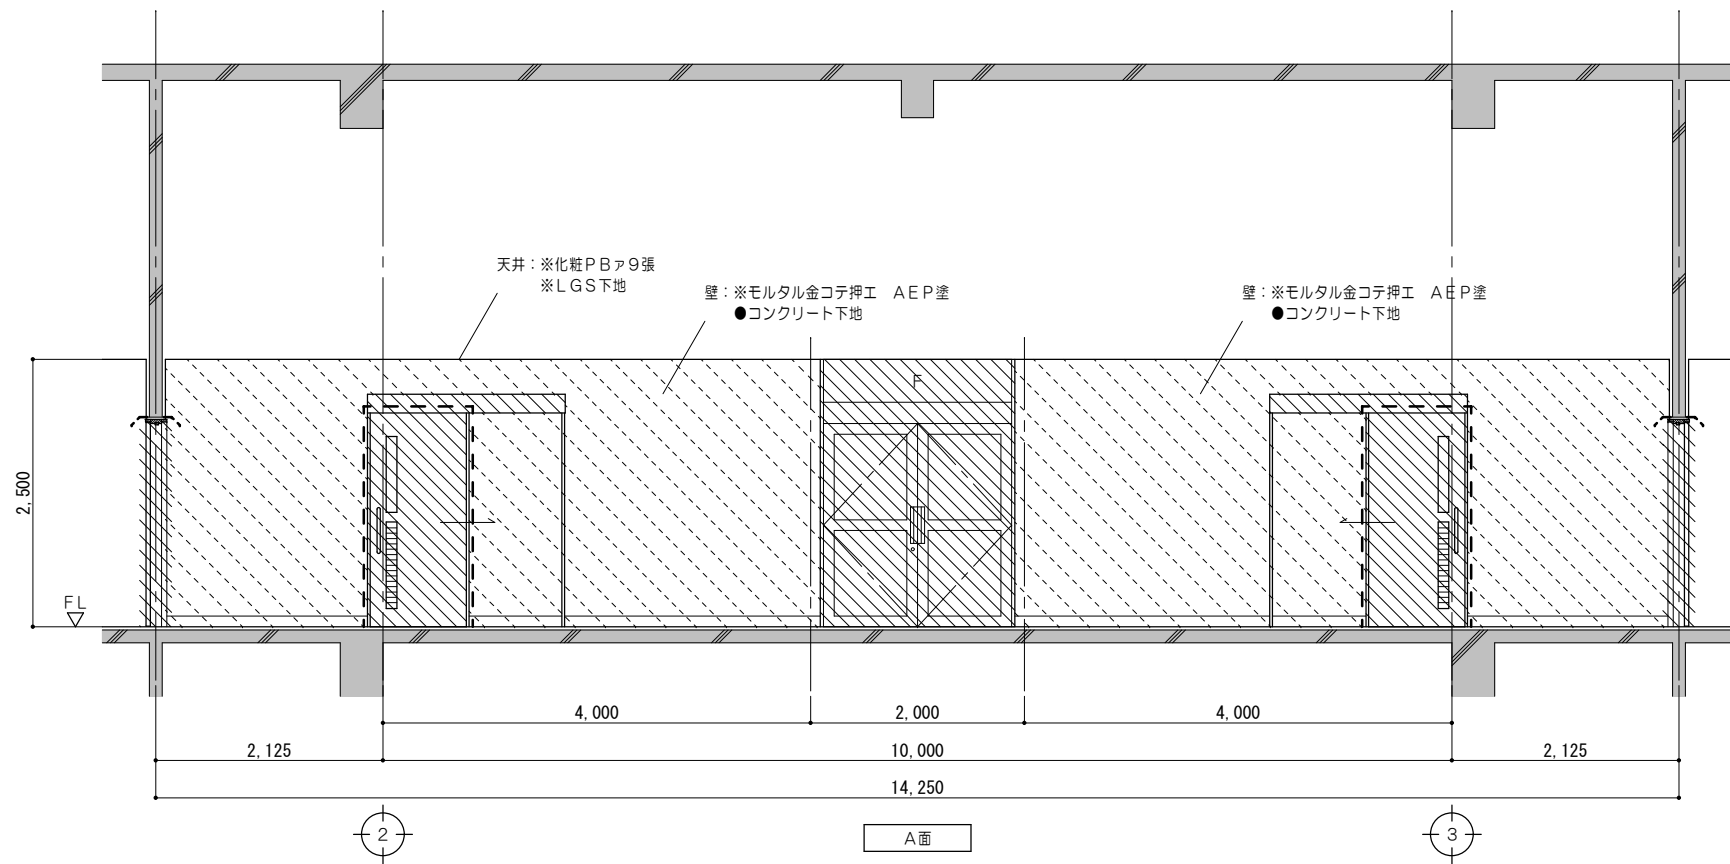 天井：※化粧PBァ9張
※LGS下地
壁：※モルタル金コテ押エ　AEP塗
●コンクリート下地
壁：※モルタル金コテ押エ　AEP塗
●コンクリート下地
F
2,500
FL
4,000
2,000
4,000
2,125
10,000
2,125
14,250
2
A面
3